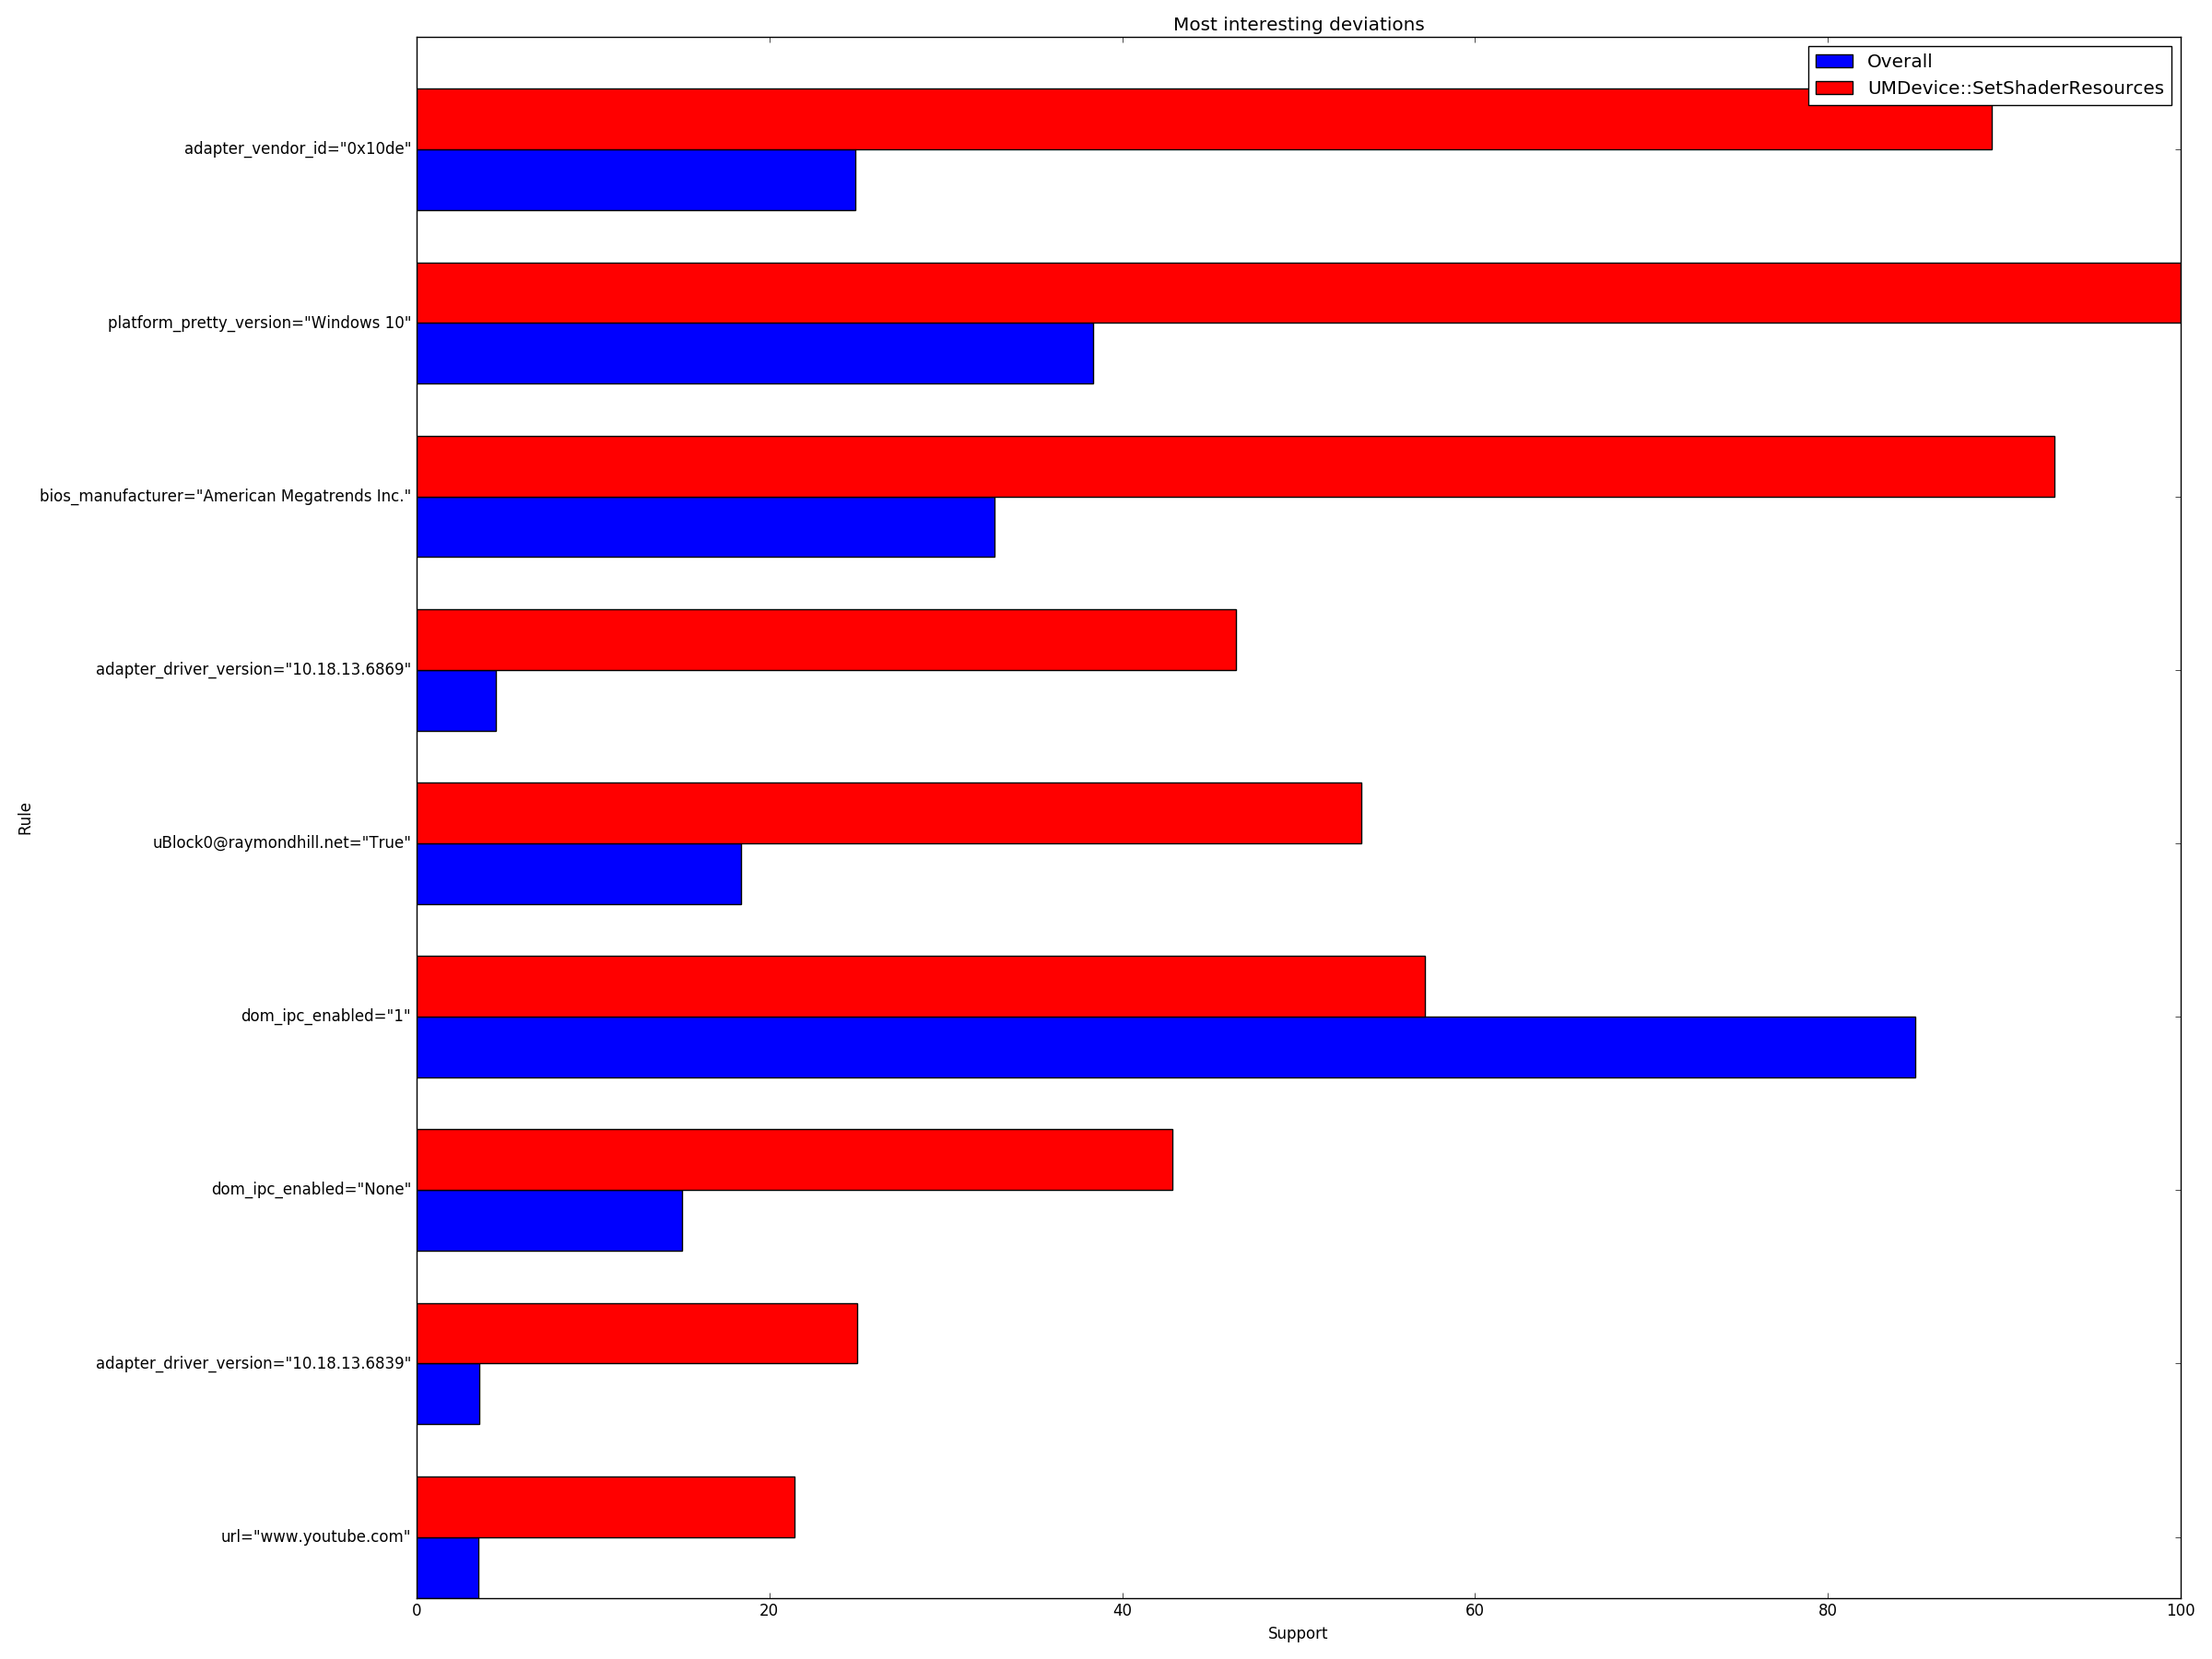 Most interesting deviations
Overall
UMDevice::SetShaderResources
adapter_vendor_id="0x10de"
platform_pretty_version="Windows 10"
bios_manufacturer="American Megatrends Inc."
adapter_driver_version="10.18.13.6869"
uBlock0@raymondhill.net="True"
dom_ipc_enabled="1"
dom_ipc_enabled="None"
adapter_driver_version="10.18.13.6839"
url="www.youtube.com"
Rule
0 20 40 60 80 100
Support